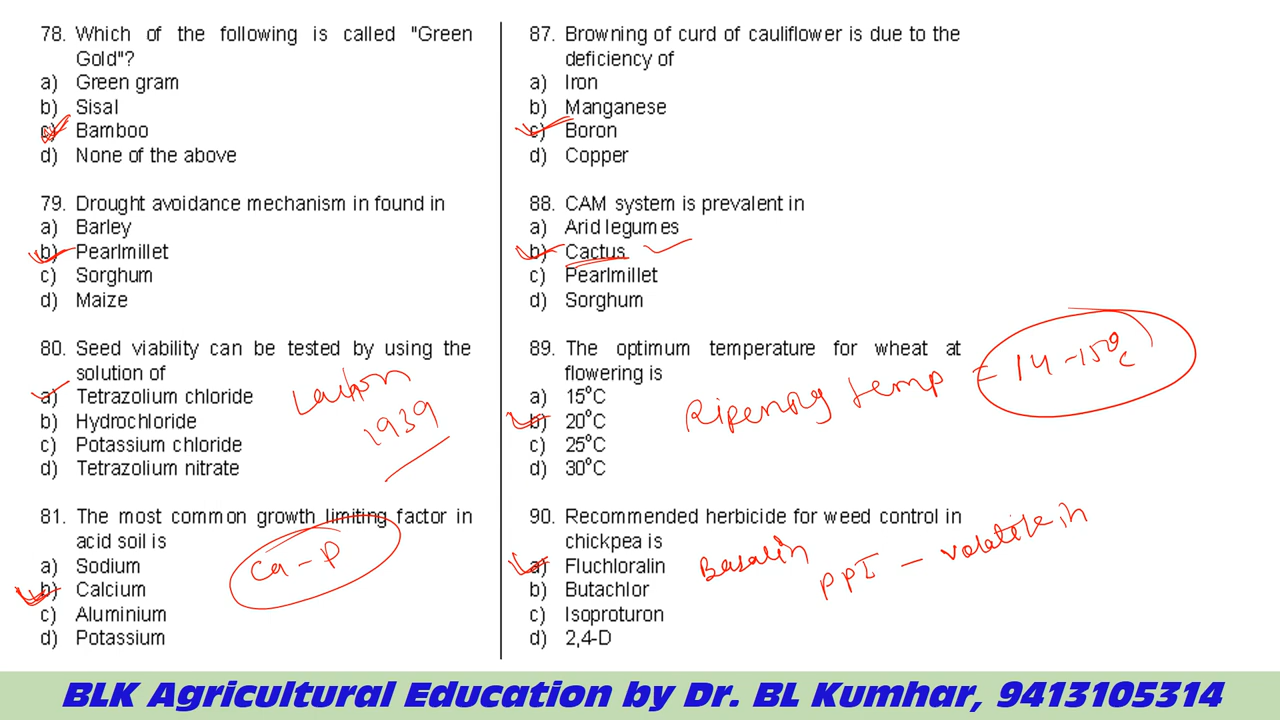 78. Which of the following is called "Green
Gold"?
a) Green gram
b) Sisal
c) Bamboo
d) None of the above
79. Drought avoidance mechanism in found in
a) Barley
b) Pearlmillet
c) Sorghum
d) Maize
80. Seed viability can be tested by using the
solution of
a) Tetrazolium chloride
b) Hydrochloride
c) Potassium chloride
d) Tetrazolium nitrate
1939
81. The most common growth limiting factor in
acid soil is
Ca - P
a) Sodium
b) Calcium
c) Aluminium
d) Potassium
87. Browning of curd of cauliflower is due to the
deficiency of
a) Iron
b) Manganese
c) Boron
d) Copper
88. CAM system is prevalent in
a) Arid legumes
b) Cactus
c) Pearlmillet
d) Sorghum
89. The optimum temperature for wheat at
flowering is
a) 15⁰C
b) 20⁰C
c) 25⁰C
d) 30⁰C
Ripening temp = 14-15⁰c
90. Recommended herbicide for weed control in
chickpea is
a) Fluchloralin
b) Butachlor
c) Isoproturon
d) 2,4-D
Basalin
PPI - volatile in
BLK Agricultural Education by Dr. BL Kumhar, 9413105314